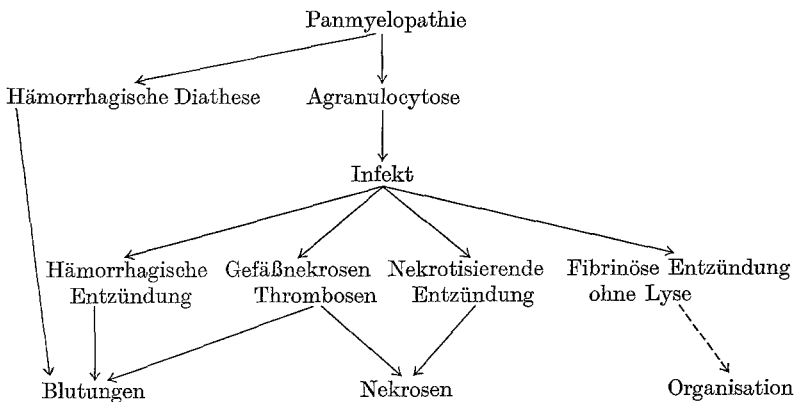 Panmyelopathie
Hämorrhagische Diathese Agranulocytose
Infekt
Hämorrhagische Entzündung
Gefäßnekrosen Thrombosen
Nekrotisierende Entzündung
Fibrinöse Entzündung ohne Lyse
Blutungen Nekrosen Organisation